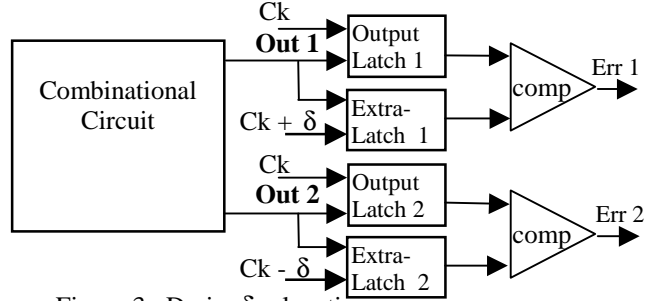 Ck
Out 1
Output
Latch 1
Err 1
comp
Combinational
Circuit
Extra-
Latch 1
Ck + δ
Ck
Out 2
Output
Latch 2
Err 2
comp
Extra-
Latch 2
Ck - δ